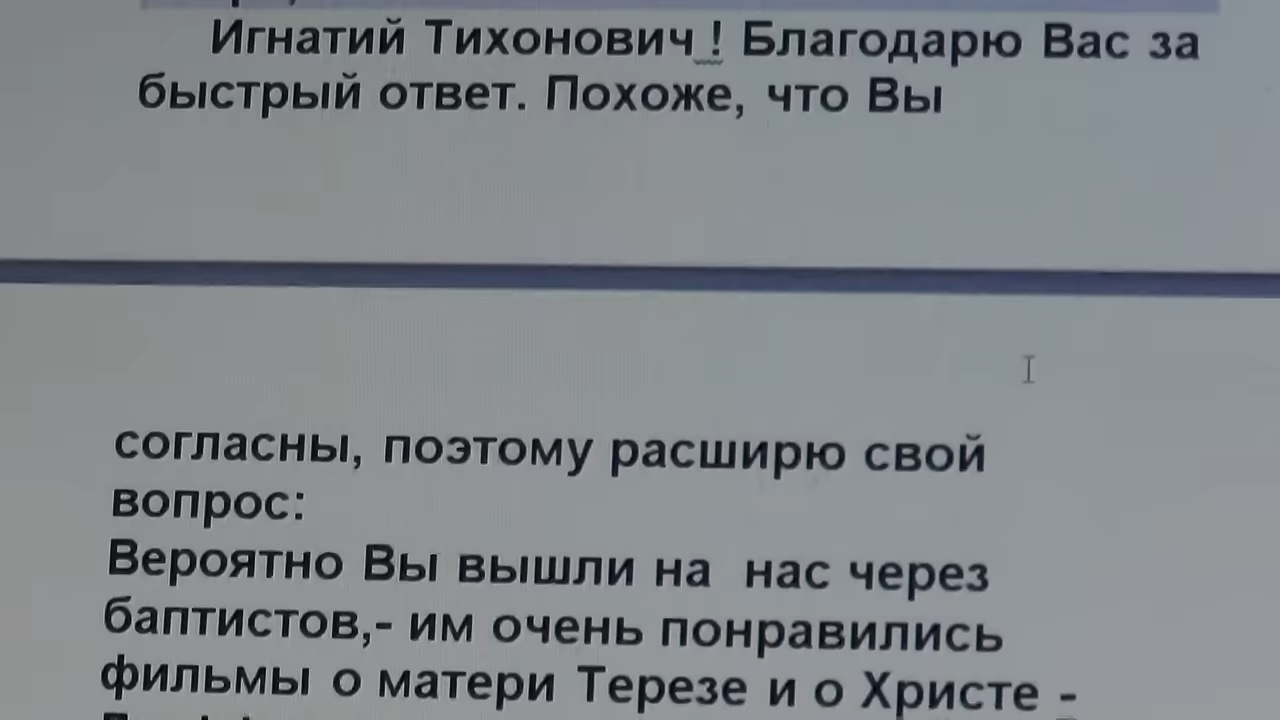 Игнатий Тихонович ! Благодарю Вас за
быстрый ответ. Похоже, что Вы
согласны, поэтому расширю свой
вопрос:
Вероятно Вы вышли на  нас через
баптистов,- им очень понравились
фильмы о матери Терезе и о Христе -